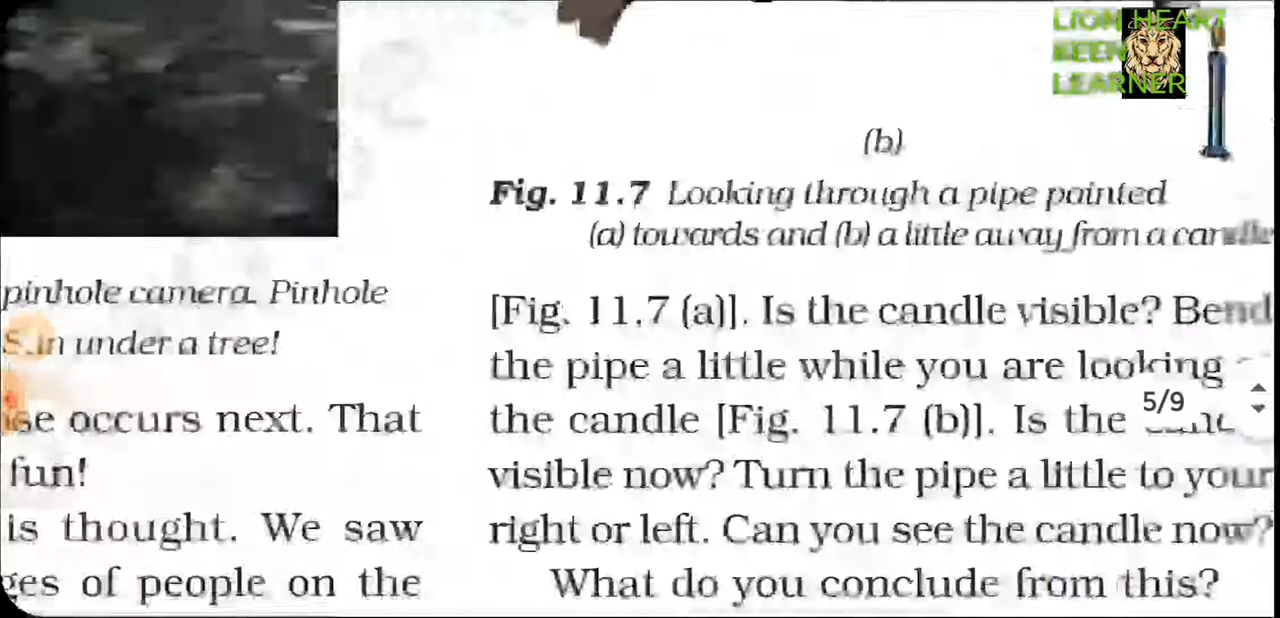 LION HEART
KEEN
LEARNER
(b)
Fig. 11.7 Looking through a pipe pointed
(a) towards and (b) a little away from a candle
pinhole camera. Pinhole
under a tree!
occurs next. That
fun!
is thought. We saw
of people on the
[Fig. 11.7 (a)]. Is the candle visible? Bend
the pipe a little while you are looking
the candle [Fig. 11.7 (b)]. Is the
5/9
visible now? Turn the pipe a little to your
right or left. Can you see the candle now?
What do you conclude from this?